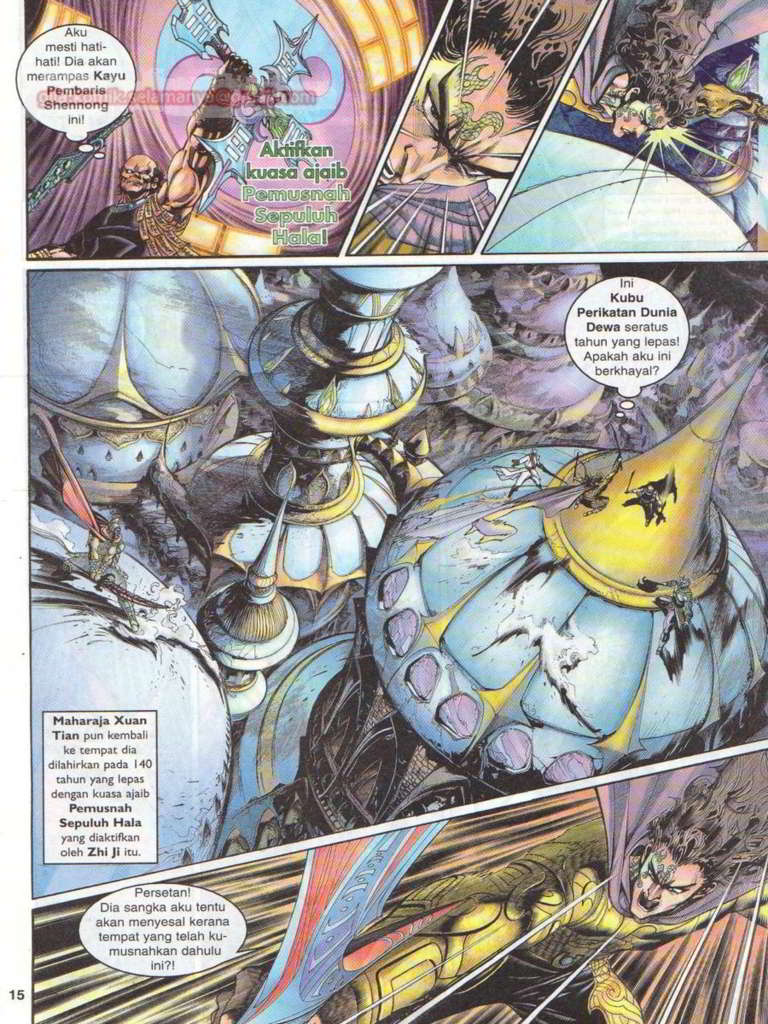 Aku
mesti hati-
hati! Dia akan
merampas Kayu
Pembaris
Shennong
ini!
Aktifkan
kuasa ajaib
Pemusnah
Sepuluh
Hala!
Ini
Kubu
Perikatan Dunia
Dewa seratus
tahun yang lepas!
Apakah aku ini
berkhayal?
Maharaja Xuan
Tian pun kembali
ke tempat dia
dilahirkan pada 140
tahun yang lepas
dengan kuasa ajaib
Pemusnah
Sepuluh Hala
yang diaktifkan
oleh Zhi Ji itu.
Persetan!
Dia sangka aku tentu
akan menyesal kerana
tempat yang telah ku-
musnahkan dahulu
ini?!
15